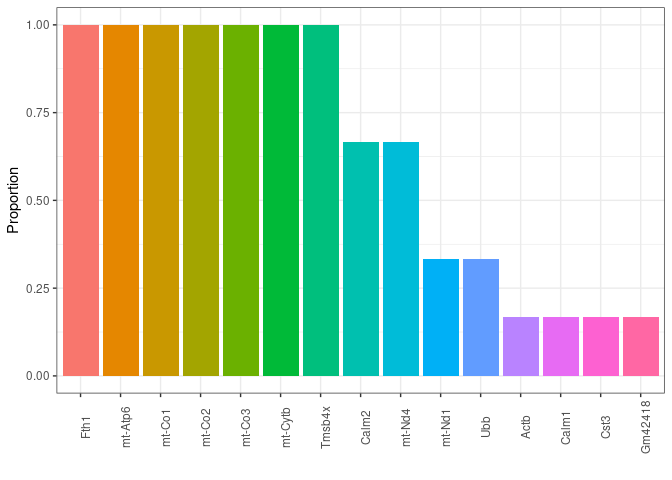 Proportion
1.00
0.75
0.50
0.25
0.00
Fth1
mt-Atp6
mt-Co1
mt-Co2
mt-Co3
mt-Cytb
Tmsb4x
Calm2
mt-Nd4
mt-Nd1
Ubb
Actb
Calm1
Cst3
Gm42418